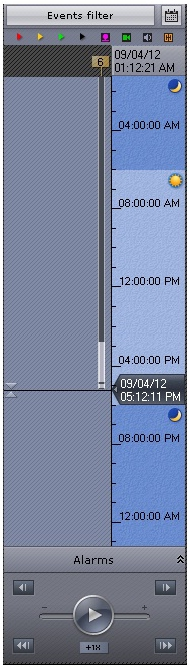 Events filter
6
09/04/12
01:12:21 AM
04:00:00 AM
08:00:00 AM
12:00:00 PM
04:00:00 PM
09/04/12
05:12:11 PM
08:00:00 PM
12:00:00 AM
Alarms
- +
+18